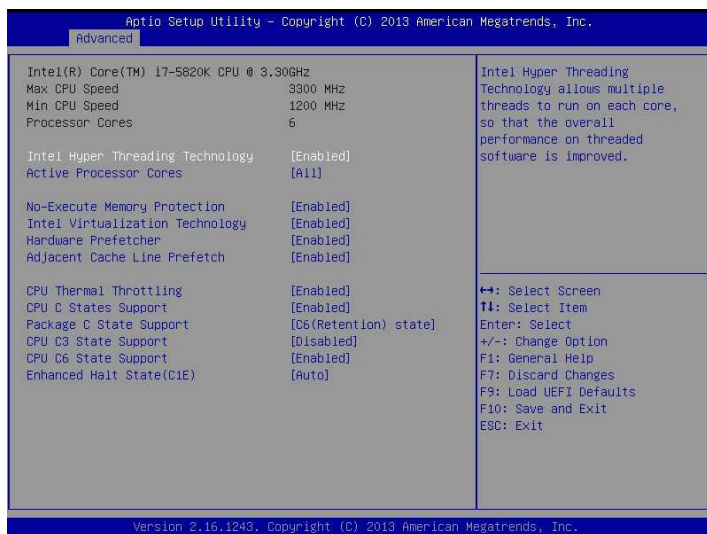 Aptio Setup Utility – Copyright (C) 2013 American Megatrends, Inc.
Advanced
Intel(R) Core(TM) i7-5820K CPU @ 3.30GHz
Max CPU Speed 3300 MHz
Min CPU Speed 1200 MHz
Processor Cores 6
Intel Hyper Threading Technology [Enabled]
Active Processor Cores [All]
No-Execute Memory Protection [Enabled]
Intel Virtualization Technology [Enabled]
Hardware Prefetcher [Enabled]
Adjacent Cache Line Prefetch [Enabled]
CPU Thermal Throttling [Enabled]
CPU C States Support [Enabled]
Package C State Support [C6(Retention) state]
CPU C3 State Support [Disabled]
CPU C6 State Support [Enabled]
Enhanced Halt State(C1E) [Auto]
Intel Hyper Threading
Technology allows multiple
threads to run on each core,
so that the overall
performance on threaded
software is improved.
↔: Select Screen
↑↓: Select Item
Enter: Select
+/-: Change Option
F1: General Help
F7: Discard Changes
F9: Load UEFI Defaults
F10: Save and Exit
ESC: Exit
Version 2.16.1243. Copyright (C) 2013 American Megatrends, Inc.